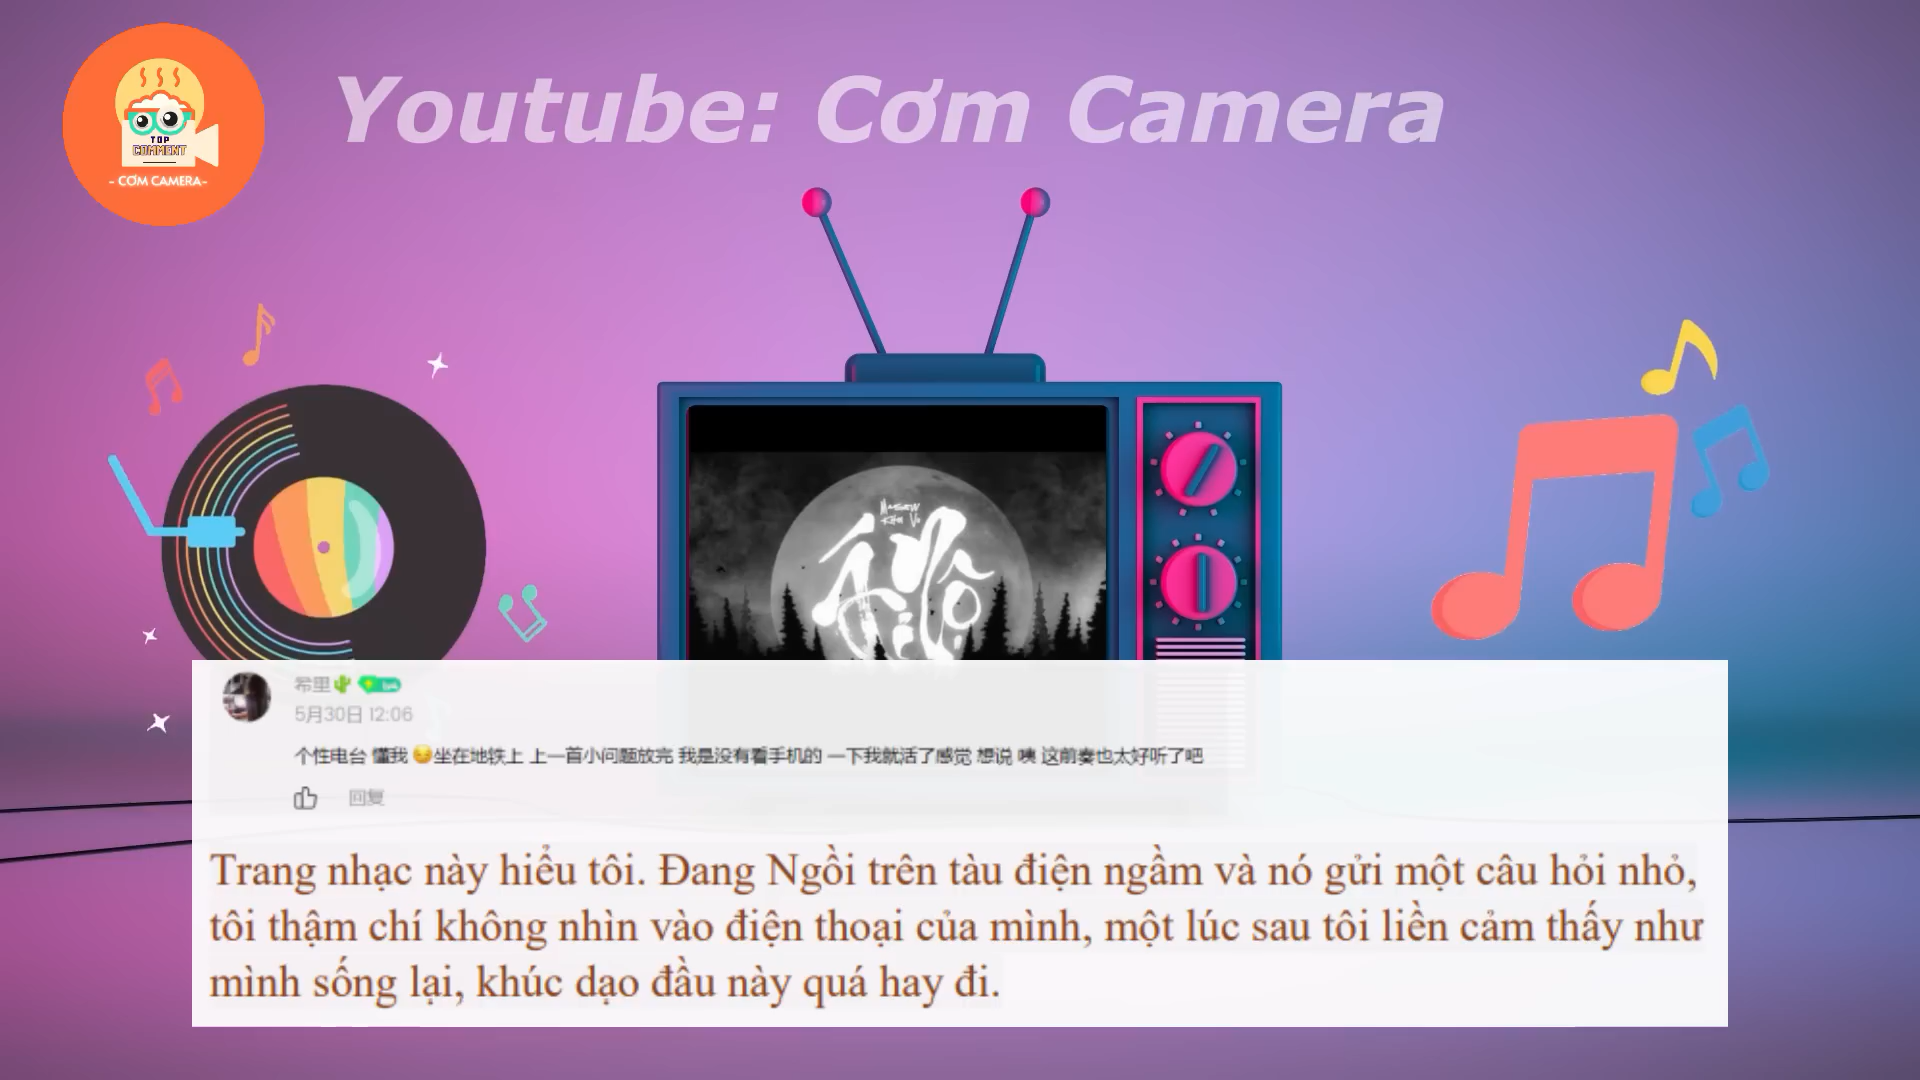 Youtube: Cơm Camera
TOP
COMMENT
- CƠM CAMERA-
MASEW
KHOI VU
希里
5月30日 12:06
个性电台 懂我 😏坐在地铁上 上一首小问题放完 我是没有看手机的 一下我就活了感觉 想说 咦 这前奏也太好听了吧
回复
Trang nhạc này hiểu tôi. Đang Ngồi trên tàu điện ngầm và nó gửi một câu hỏi nhỏ,
tôi thậm chí không nhìn vào điện thoại của mình, một lúc sau tôi liền cảm thấy như
mình sống lại, khúc dạo đầu này quá hay đi.